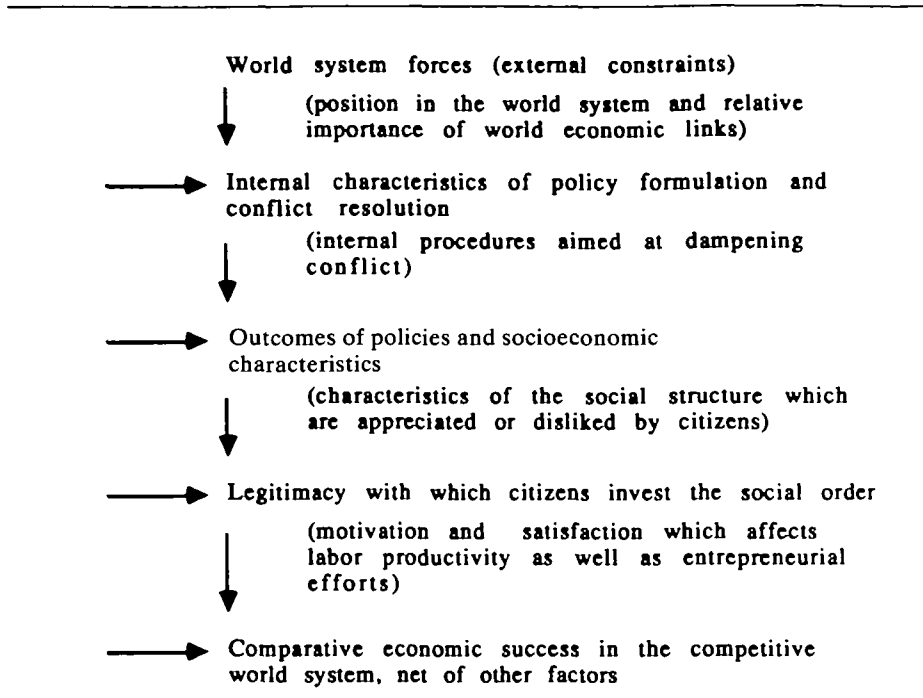 World system forces (external constraints)
(position in the world system and relative
importance of world economic links)
Internal characteristics of policy formulation and
conflict resolution
(internal procedures aimed at dampening
conflict)
Outcomes of policies and socioeconomic
characteristics
(characteristics of the social structure which
are appreciated or disliked by citizens)
Legitimacy with which citizens invest the social order
(motivation and satisfaction which affects
labor productivity as well as entrepreneurial
efforts)
Comparative economic success in the competitive
world system, net of other factors